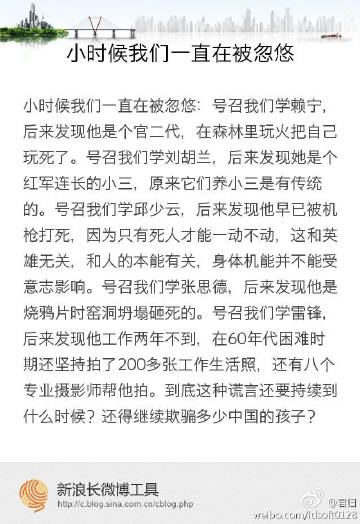 小时候我们一直在被忽悠
小时候我们一直在被忽悠：号召我们学赖宁，
后来发现他是个官二代，在森林里玩火把自己
玩死了。号召我们学刘胡兰，后来发现她是个
红军连长的小三，原来它们养小三是有传统
的。号召我们学邱少云，后来发现他早已被机
枪打死，因为只有死人才能一动不动，这和英
雄无关，和人的本能有关，身体机能并不能受
意志影响。号召我们学张思德，后来发现他是
烧鸦片时窑洞坍塌砸死的。号召我们学雷锋，
后来发现他工作两年不到，在60年代困难时
期还坚持拍了200多张工作生活照，还有八个
专业摄影师帮他拍。到底这种谎言还要持续到
什么时候？还得继续欺骗多少中国的孩子？
新浪长微博工具
http://c.blog.sina.com.cn/cblog.php
weibo.com/ldsoft0128